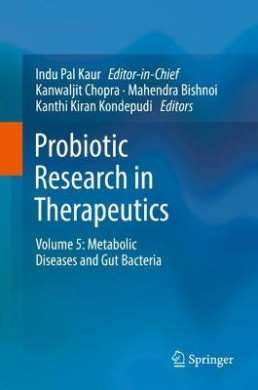 Indu Pal Kaur Editor-in-Chief
Kanwaljit Chopra · Mahendra Bishnoi
Kanthi Kiran Kondepudi Editors
Probiotic
Research in
Therapeutics
Volume 5: Metabolic
Diseases and Gut Bacteria
Springer